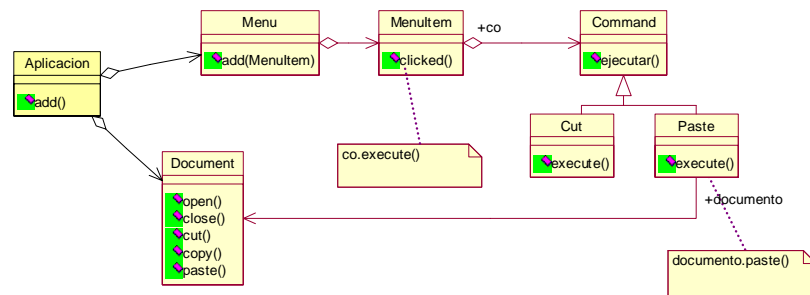 Menu
add(MenuItem)
MenuItem
clicked()
+co
Command
ejecutar()
Aplicacion
add()
Cut
execute()
Paste
execute()
co.execute()
Document
open()
close()
cut()
copy()
paste()
+documento
documento.paste()